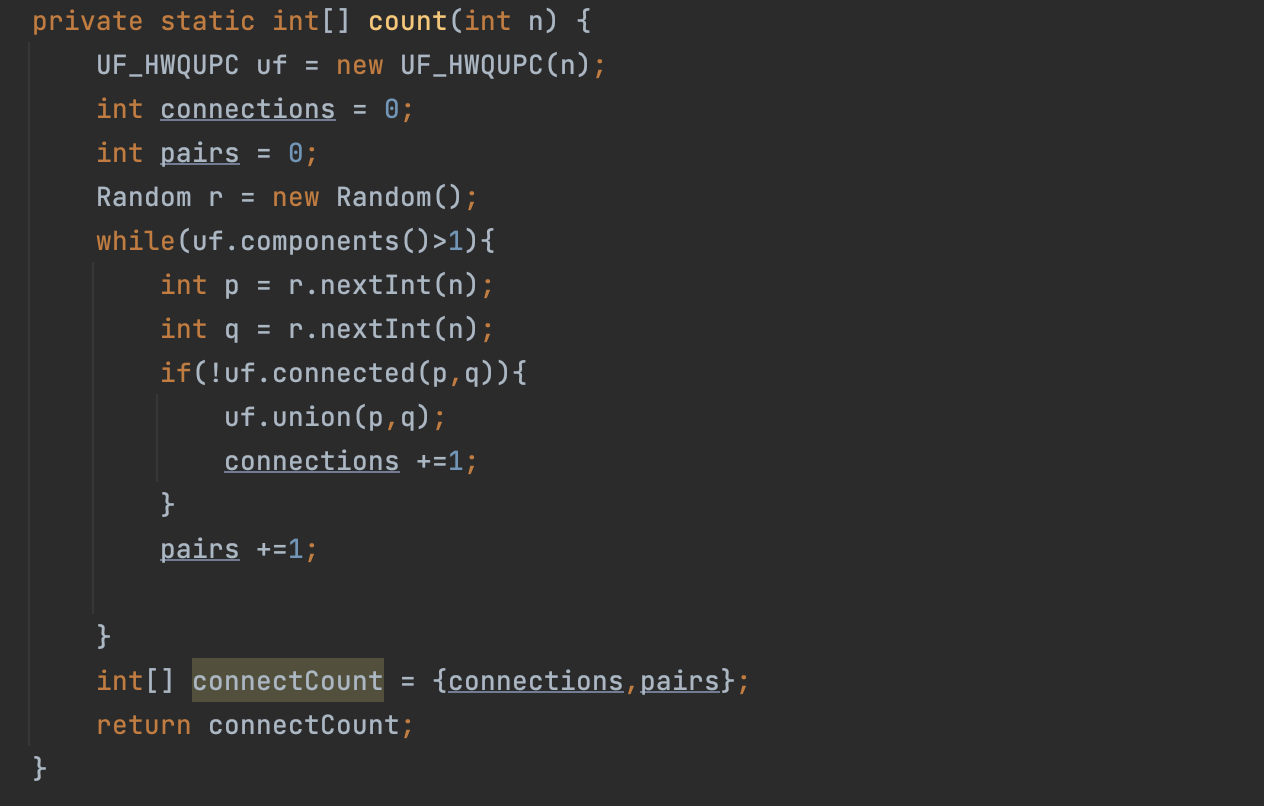 private static int[] count(int n) {
    UF_HWQUPC uf = new UF_HWQUPC(n);
    int connections = 0;
    int pairs = 0;
    Random r = new Random();
    while(uf.components()>1){
        int p = r.nextInt(n);
        int q = r.nextInt(n);
        if(!uf.connected(p,q)){
            uf.union(p,q);
            connections +=1;
        }
        pairs +=1;
    }
    int[] connectCount = {connections,pairs};
    return connectCount;
}